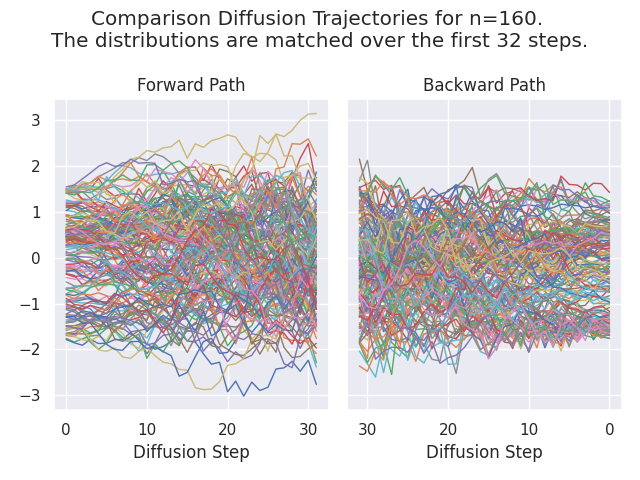 Comparison Diffusion Trajectories for n=160.
The distributions are matched over the first 32 steps.
Forward Path
Backward Path
3
2
1
0
−1
−2
−3
0
10
20
30
30
20
10
0
Diffusion Step
Diffusion Step